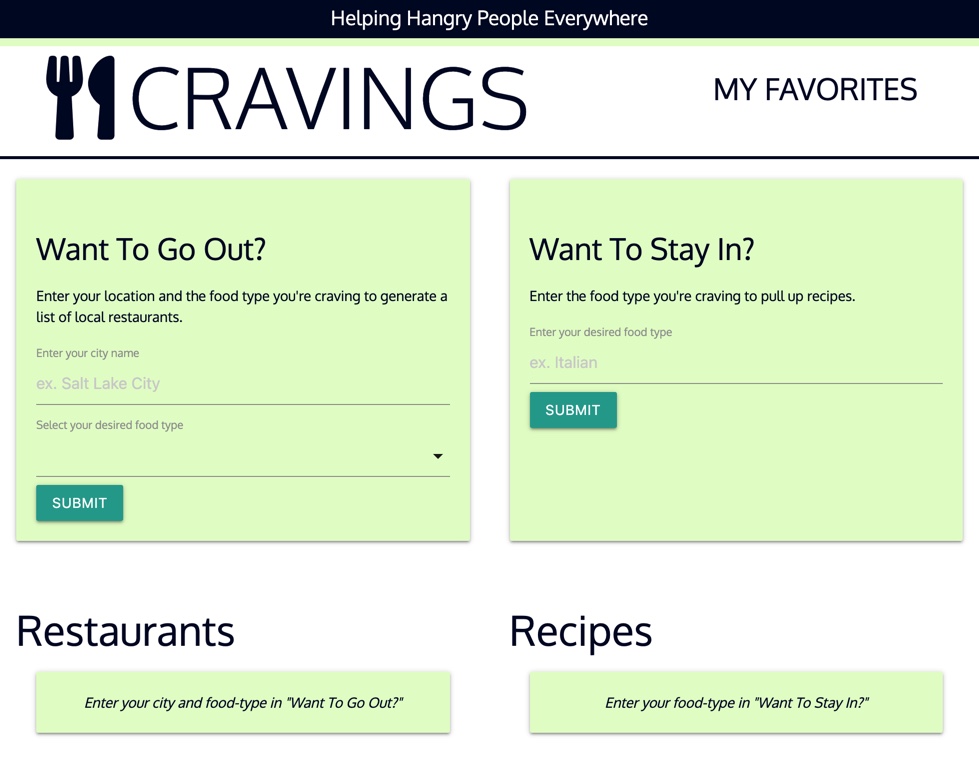 Helping Hangry People Everywhere
CRAVINGS
MY FAVORITES
Want To Go Out?
Enter your location and the food type you're craving to generate a
list of local restaurants.
Enter your city name
ex. Salt Lake City
Select your desired food type
SUBMIT
Want To Stay In?
Enter the food type you're craving to pull up recipes.
Enter your desired food type
ex. Italian
SUBMIT
Restaurants
Enter your city and food-type in "Want To Go Out?"
Recipes
Enter your food-type in "Want To Stay In?"